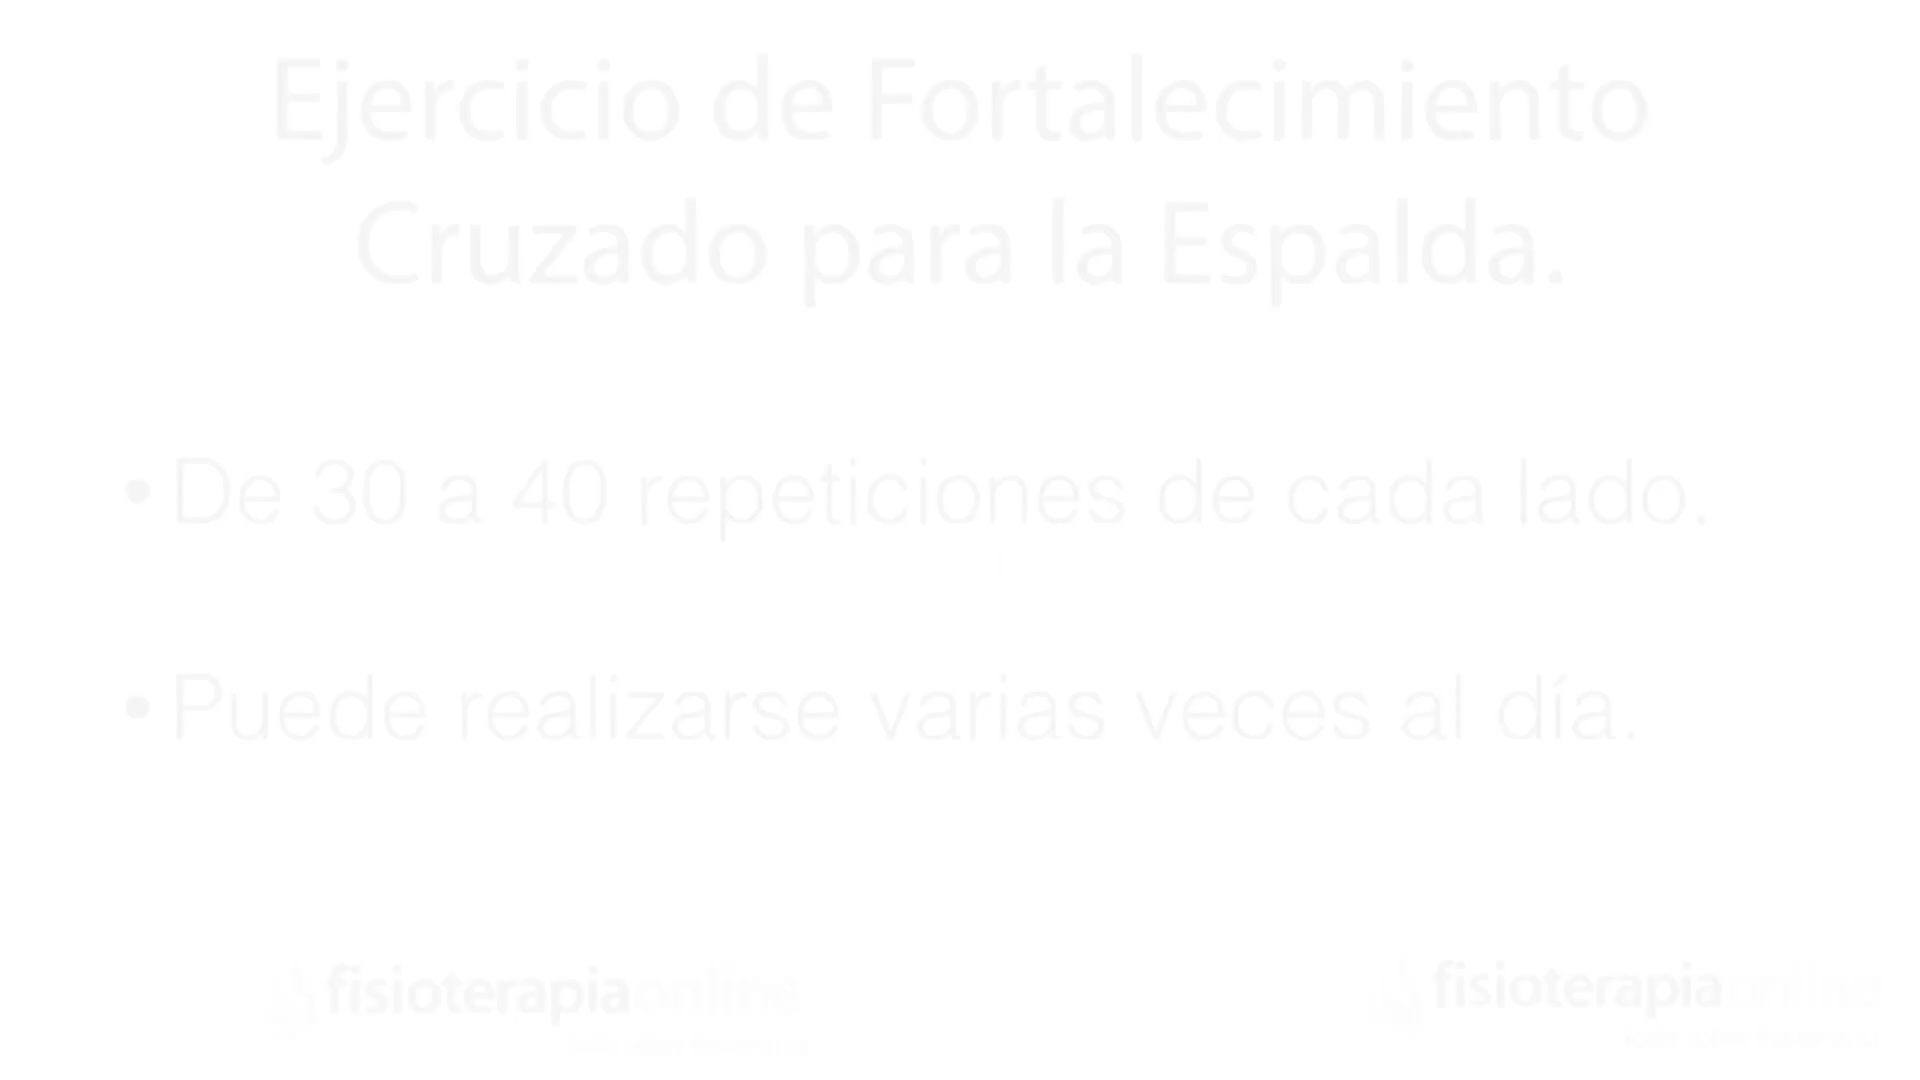 Ejercicio de Fortalecimiento
Cruzado para la Espalda.
• De 30 a 40 repeticiones de cada lado.
• Puede realizarse varias veces al día.
fisioterapiaonline
fisioterapiaonline